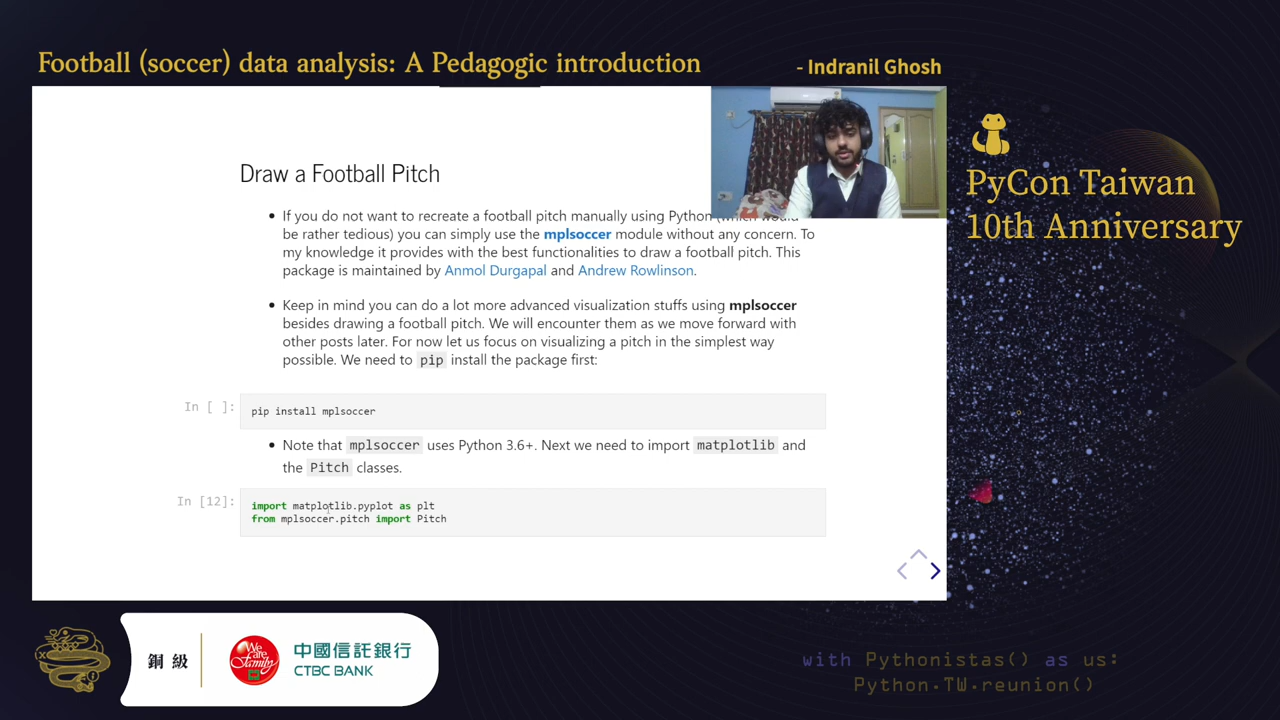 Football (soccer) data analysis: A Pedagogic introduction
- Indranil Ghosh
PyCon Taiwan
10th Anniversary
Draw a Football Pitch
• If you do not want to recreate a football pitch manually using Python (which would
be rather tedious) you can simply use the mplsoccer module without any concern. To
my knowledge it provides with the best functionalities to draw a football pitch. This
package is maintained by Anmol Durgapal and Andrew Rowlinson.
• Keep in mind you can do a lot more advanced visualization stuffs using mplsoccer
besides drawing a football pitch. We will encounter them as we move forward with
other posts later. For now let us focus on visualizing a pitch in the simplest way
possible. We need to pip install the package first:
In [ ]: pip install mplsoccer
• Note that mplsoccer uses Python 3.6+. Next we need to import matplotlib and
the Pitch classes.
In [12]: import matplotlib.pyplot as plt
from mplsoccer.pitch import Pitch
銅級
We are Family
中國信託銀行
CTBC BANK
with Pythonistas() as us:
Python.TW.reunion()